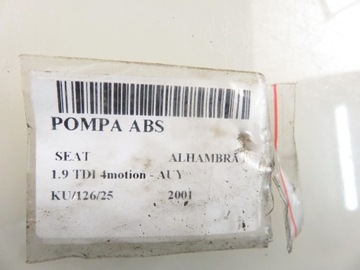 POMPA ABS
SEAT ALHAMBRA
1.9 TDI 4motion - AUY
KU/126/25 2001